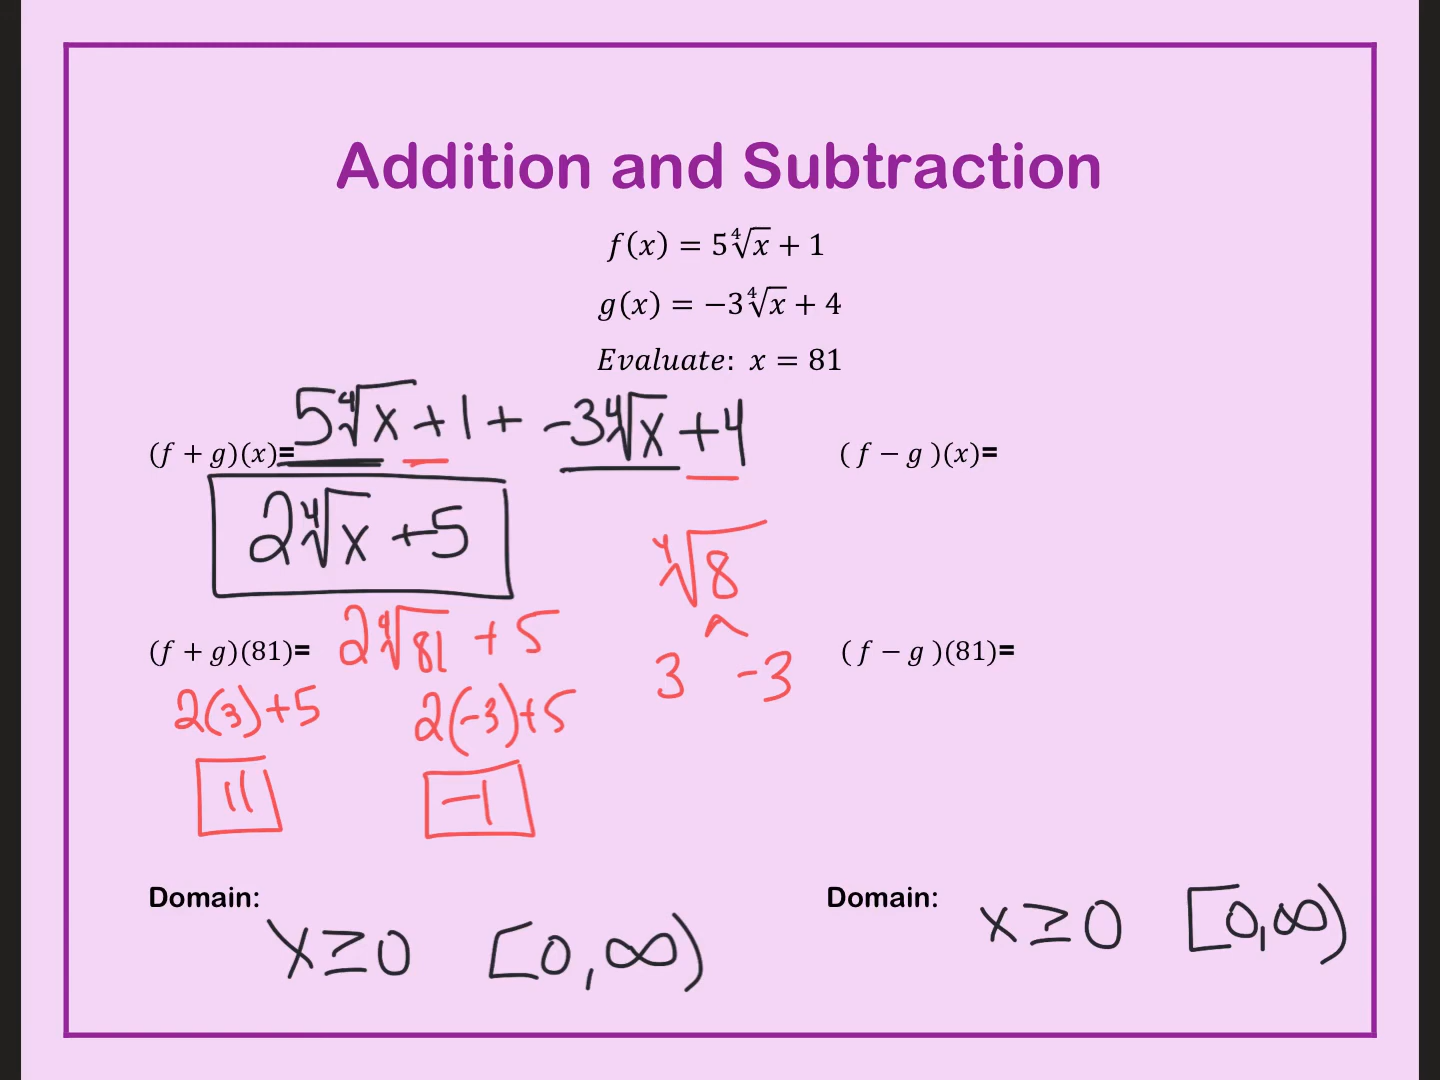 Addition and Subtraction
f(x) = 5∜x + 1
g(x) = −3∜x + 4
Evaluate: x = 81
(f + g)(x)= 5∜x + 1 + -3∜x + 4
(f − g)(x)=
2∜x + 5
∜8
3 -3
(f + g)(81)= 2∜81 + 5
(f − g)(81)=
2(3)+5 2(-3)+5
11 -1
Domain: x ≥ 0 [0, ∞)
Domain: x ≥ 0 [0, ∞)